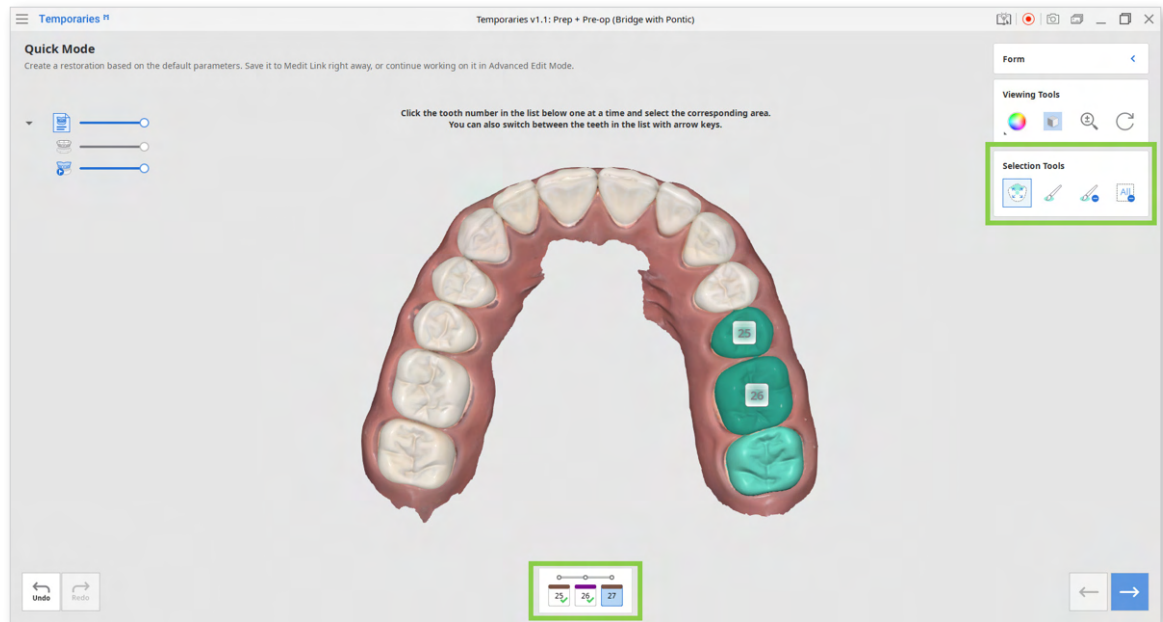 Temporaries M
Temporaries v1.1: Prep + Pre-op (Bridge with Pontic)
Quick Mode
Create a restoration based on the default parameters. Save it to Medit Link right away, or continue working on it in Advanced Edit Mode.
Form
Viewing Tools
Click the tooth number in the list below one at a time and select the corresponding area.
You can also switch between the teeth in the list with arrow keys.
Selection Tools
All
25
26
25 26 27
Undo
Redo